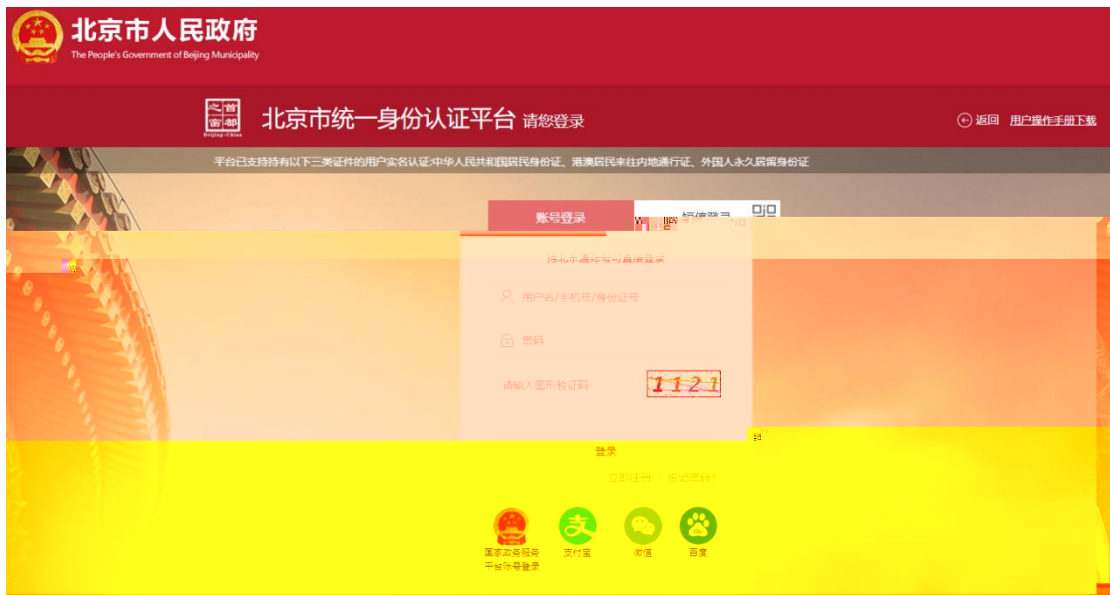 北京市人民政府
The People's Government of Beijing Municipality
首都之窗
Beijing-China
北京市统一身份认证平台 请您登录
返回 用户操作手册下载
平台已支持持有以下三类证件的用户实名认证:中华人民共和国居民身份证、港澳居民来往内地通行证、外国人永久居留身份证
账号登录 短信登录
持北京通账号可直接登录
用户名/手机号/身份证号
密码
请输入图形验证码 1121
登录
立即注册 | 忘记密码?
支
国家政务服务 支付宝 微信 百度
平台账号登录